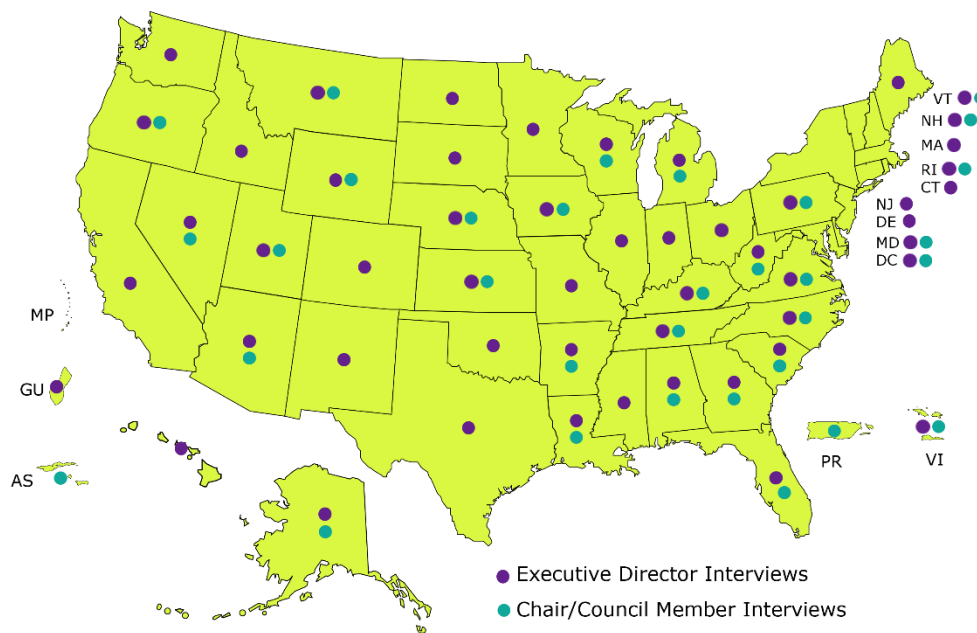 VT
NH
MA
RI
CT
NJ
DE
MD
DC
MP
GU
AS
PR
VI
Executive Director Interviews
Chair/Council Member Interviews